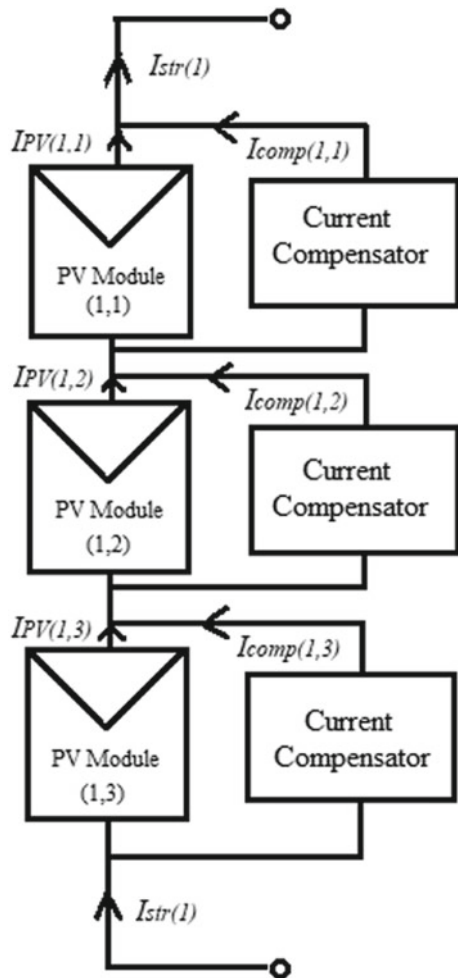 Istr(1)
IPV(1,1)
Icomp(1,1)
PV Module
(1,1)
Current
Compensator
IPV(1,2)
Icomp(1,2)
PV Module
(1,2)
Current
Compensator
IPV(1,3)
Icomp(1,3)
PV Module
(1,3)
Current
Compensator
Istr(1)